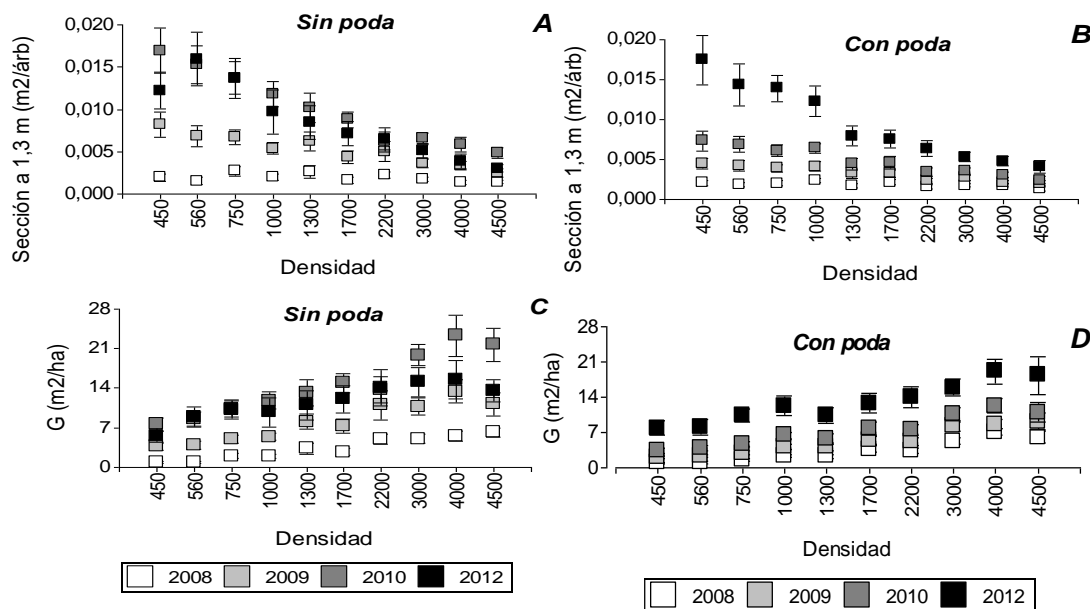 Sin poda
A
Sección a 1,3 m (m2/árb)
0,020
0,015
0,010
0,005
0,000
450 560 750 1000 1300 1700 2200 3000 4000 4500
Densidad
Con poda
B
Sección a 1,3 m (m2/árb)
0,020
0,015
0,010
0,005
0,000
450 560 750 1000 1300 1700 2200 3000 4000 4500
Densidad
Sin poda
C
G (m2/ha)
28
21
14
7
0
450 560 750 1000 1300 1700 2200 3000 4000 4500
Densidad
2008 2009 2010 2012
Con poda
D
G (m2/ha)
28
21
14
7
0
450 560 750 1000 1300 1700 2200 3000 4000 4500
Densidad
2008 2009 2010 2012